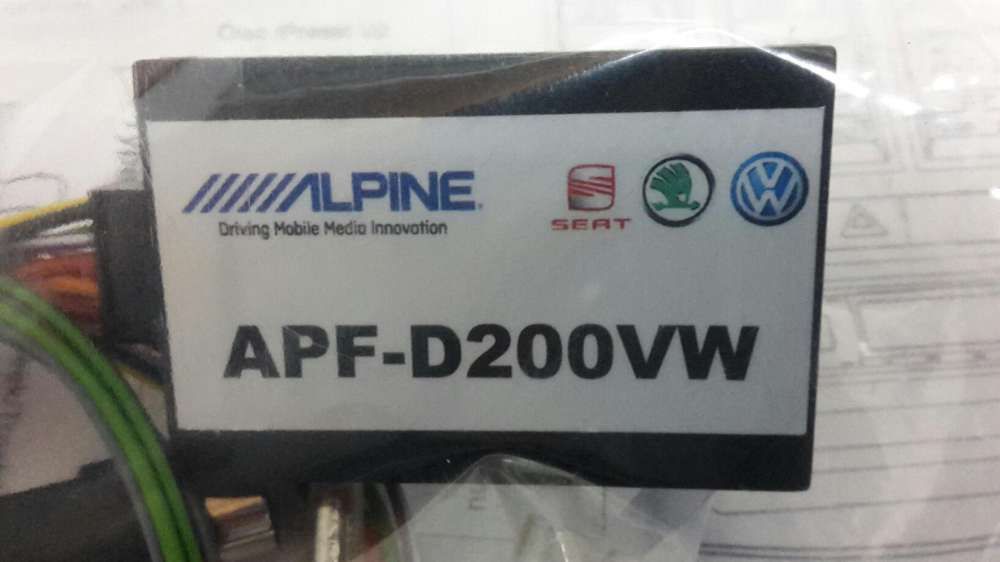 ALPINE
Driving Mobile Media Innovation
SEAT
APF-D200VW